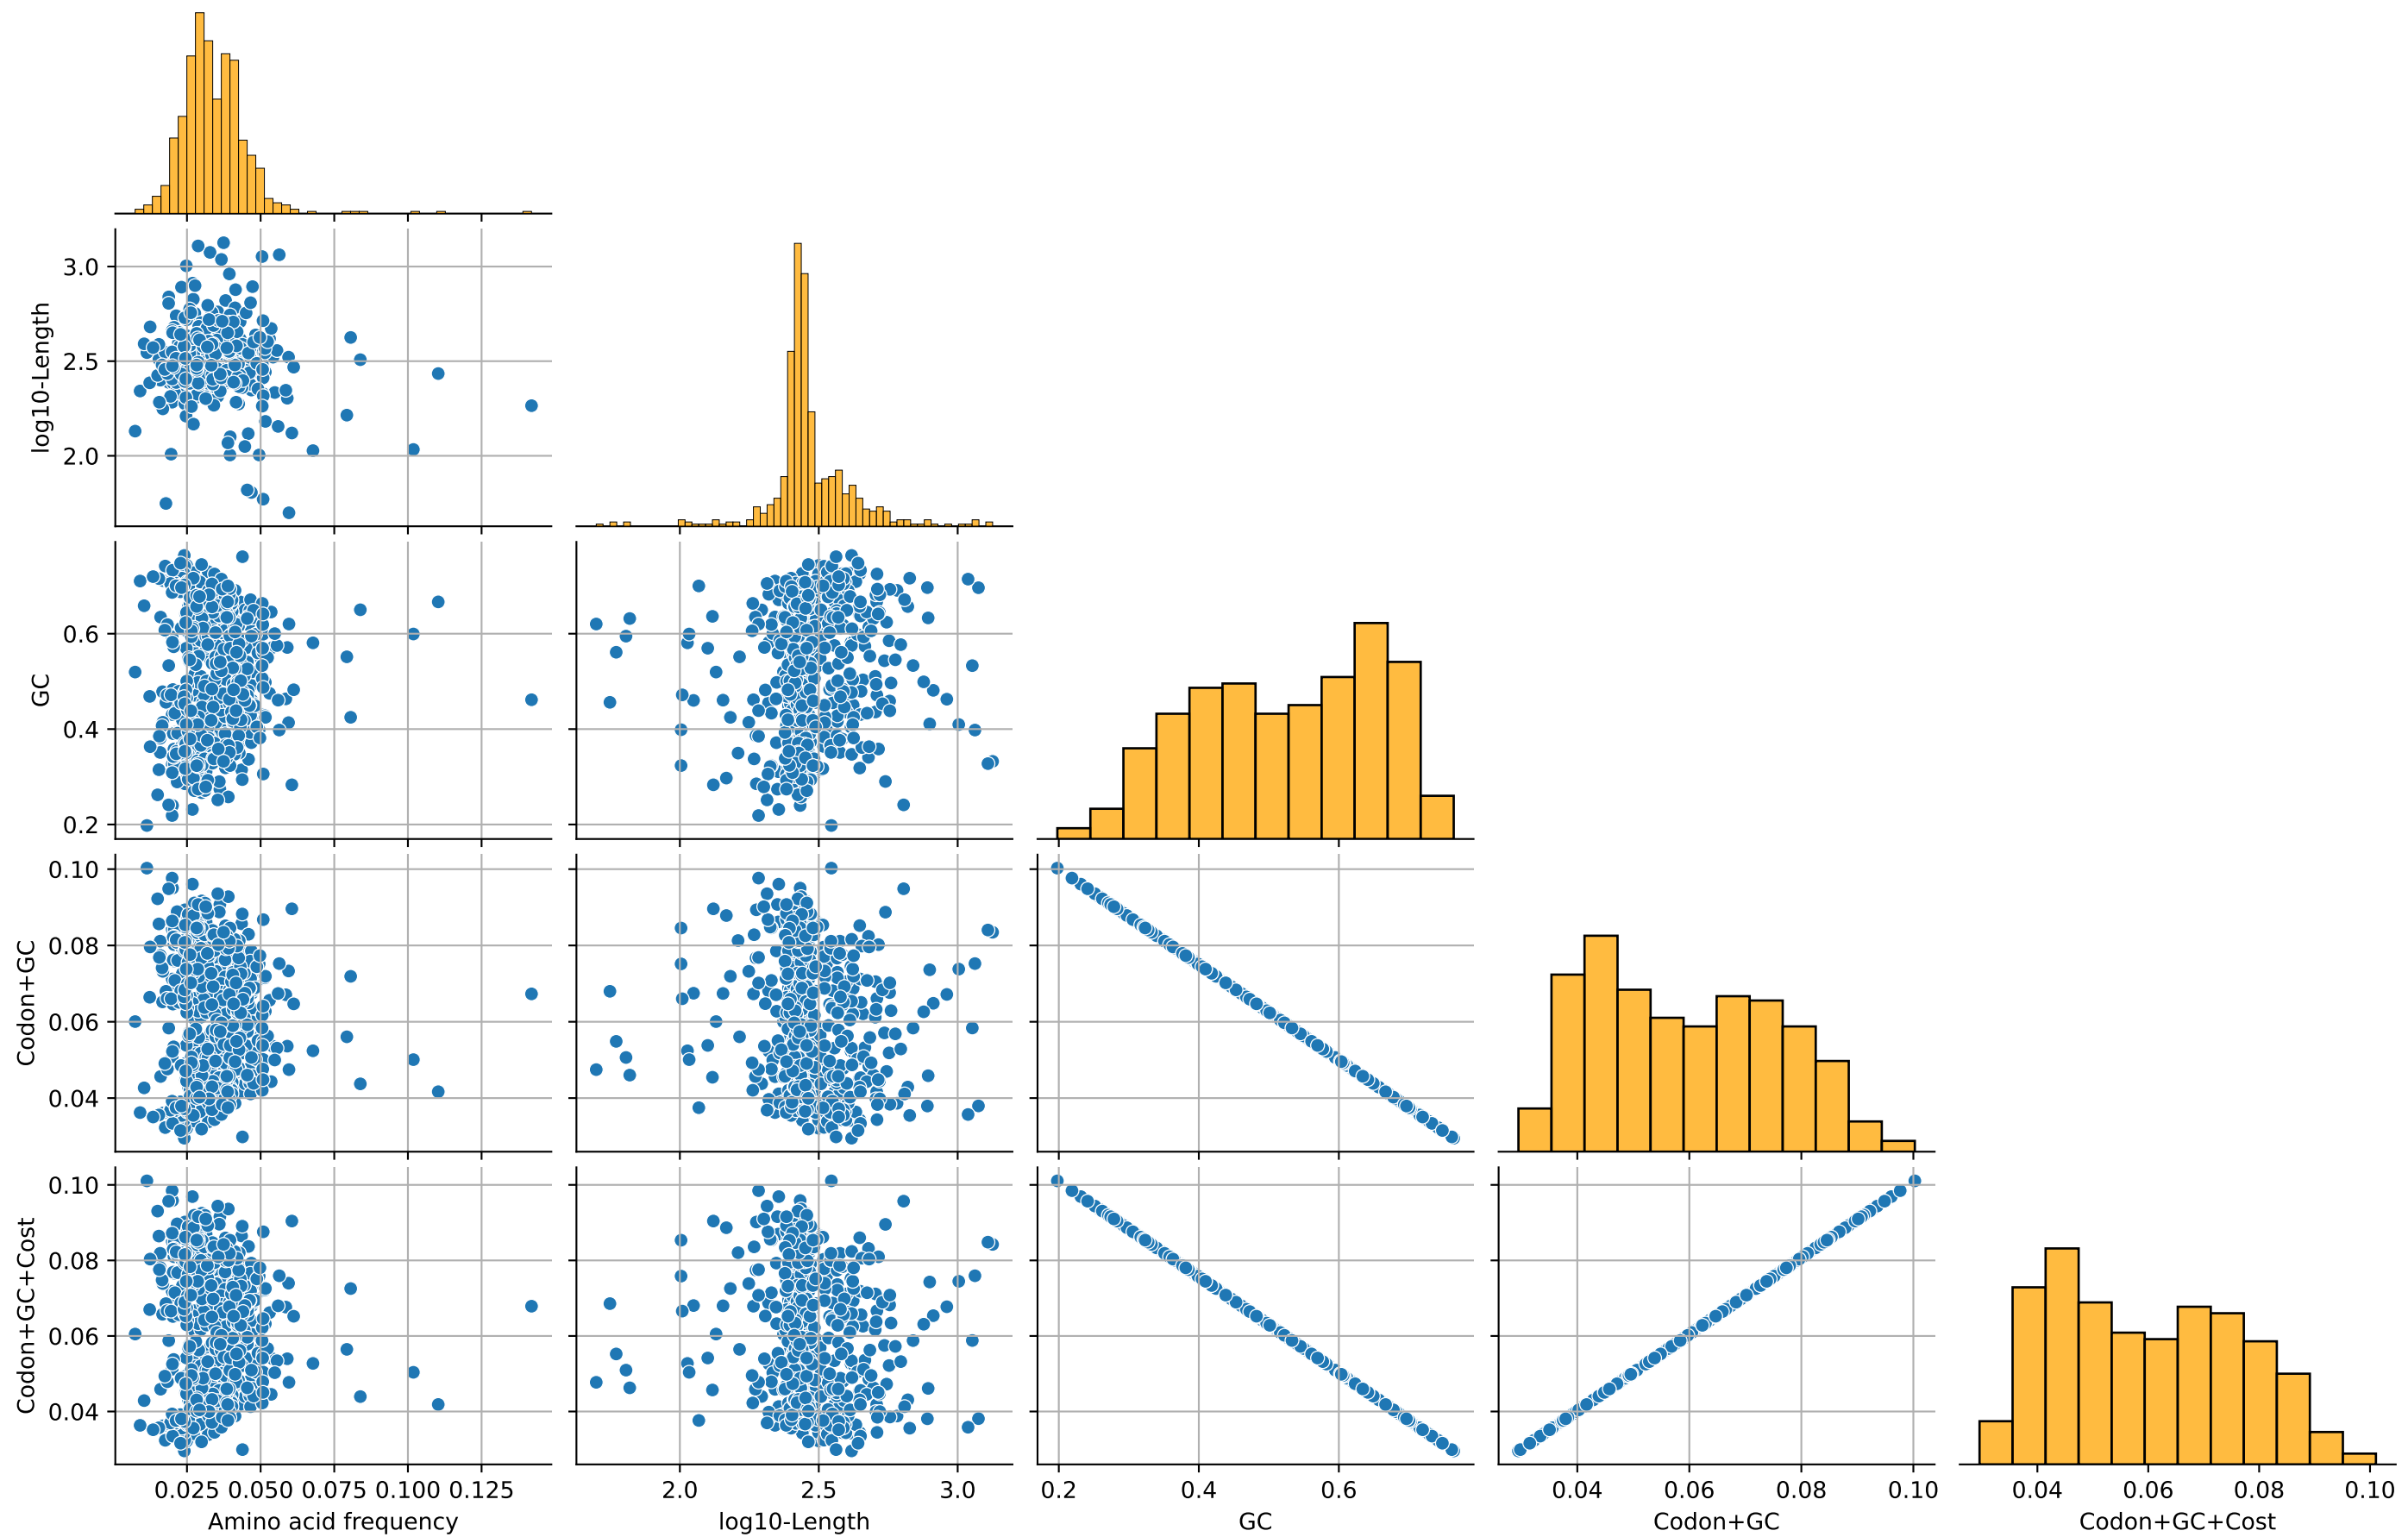 log10-Length
3.0
2.5
2.0
GC
0.6
0.4
0.2
Codon+GC
0.10
0.08
0.06
0.04
Codon+GC+Cost
0.10
0.08
0.06
0.04
0.025 0.050 0.075 0.100 0.125
2.0 2.5 3.0
0.2 0.4 0.6
0.04 0.06 0.08 0.10
0.04 0.06 0.08 0.10
Amino acid frequency
log10-Length
GC
Codon+GC
Codon+GC+Cost